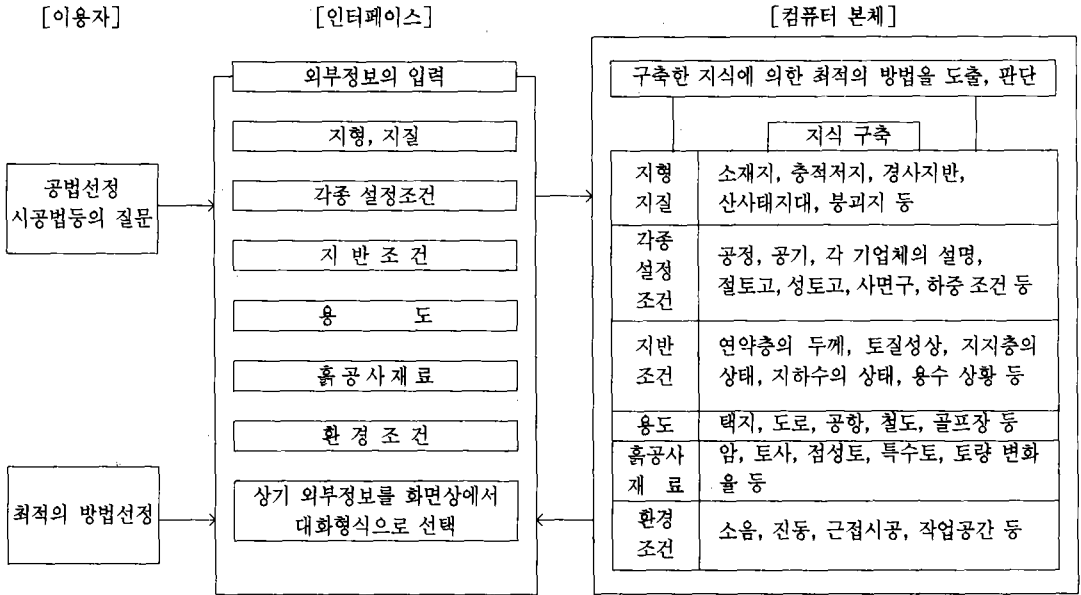 [이용자]
[인터페이스]
[컴퓨터 본체]
공법선정
시공법등의 질문
최적의 방법선정
외부정보의 입력
지형, 지질
각종 설정조건
지 반 조 건
용 도
흙공사재료
환 경 조 건
상기 외부정보를 화면상에서
대화형식으로 선택
구축한 지식에 의한 최적의 방법을 도출, 판단
지식 구축
지형
지질
소재지, 충적저지, 경사지반,
산사태지대, 붕괴지 등
각종
설정
조건
공정, 공기, 각 기업체의 설명,
절토고, 성토고, 사면구, 하중 조건 등
지반
조건
연약층의 두께, 토질성상, 지지층의
상태, 지하수의 상태, 용수 상황 등
용도
택지, 도로, 공항, 철도, 골프장 등
흙공사
재 료
암, 토사, 점성토, 특수토, 토량 변화
율 등
환경
조건
소음, 진동, 근접시공, 작업공간 등